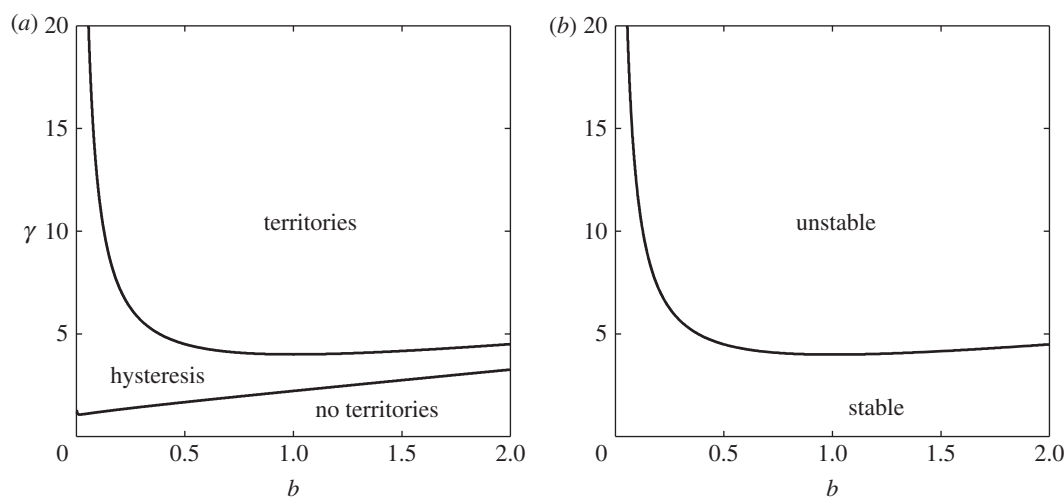 (a) 20
15
γ 10
5
0 0.5 1.0 1.5 2.0
b
territories
hysteresis
no territories
(b) 20
15
10
5
0 0.5 1.0 1.5 2.0
b
unstable
stable